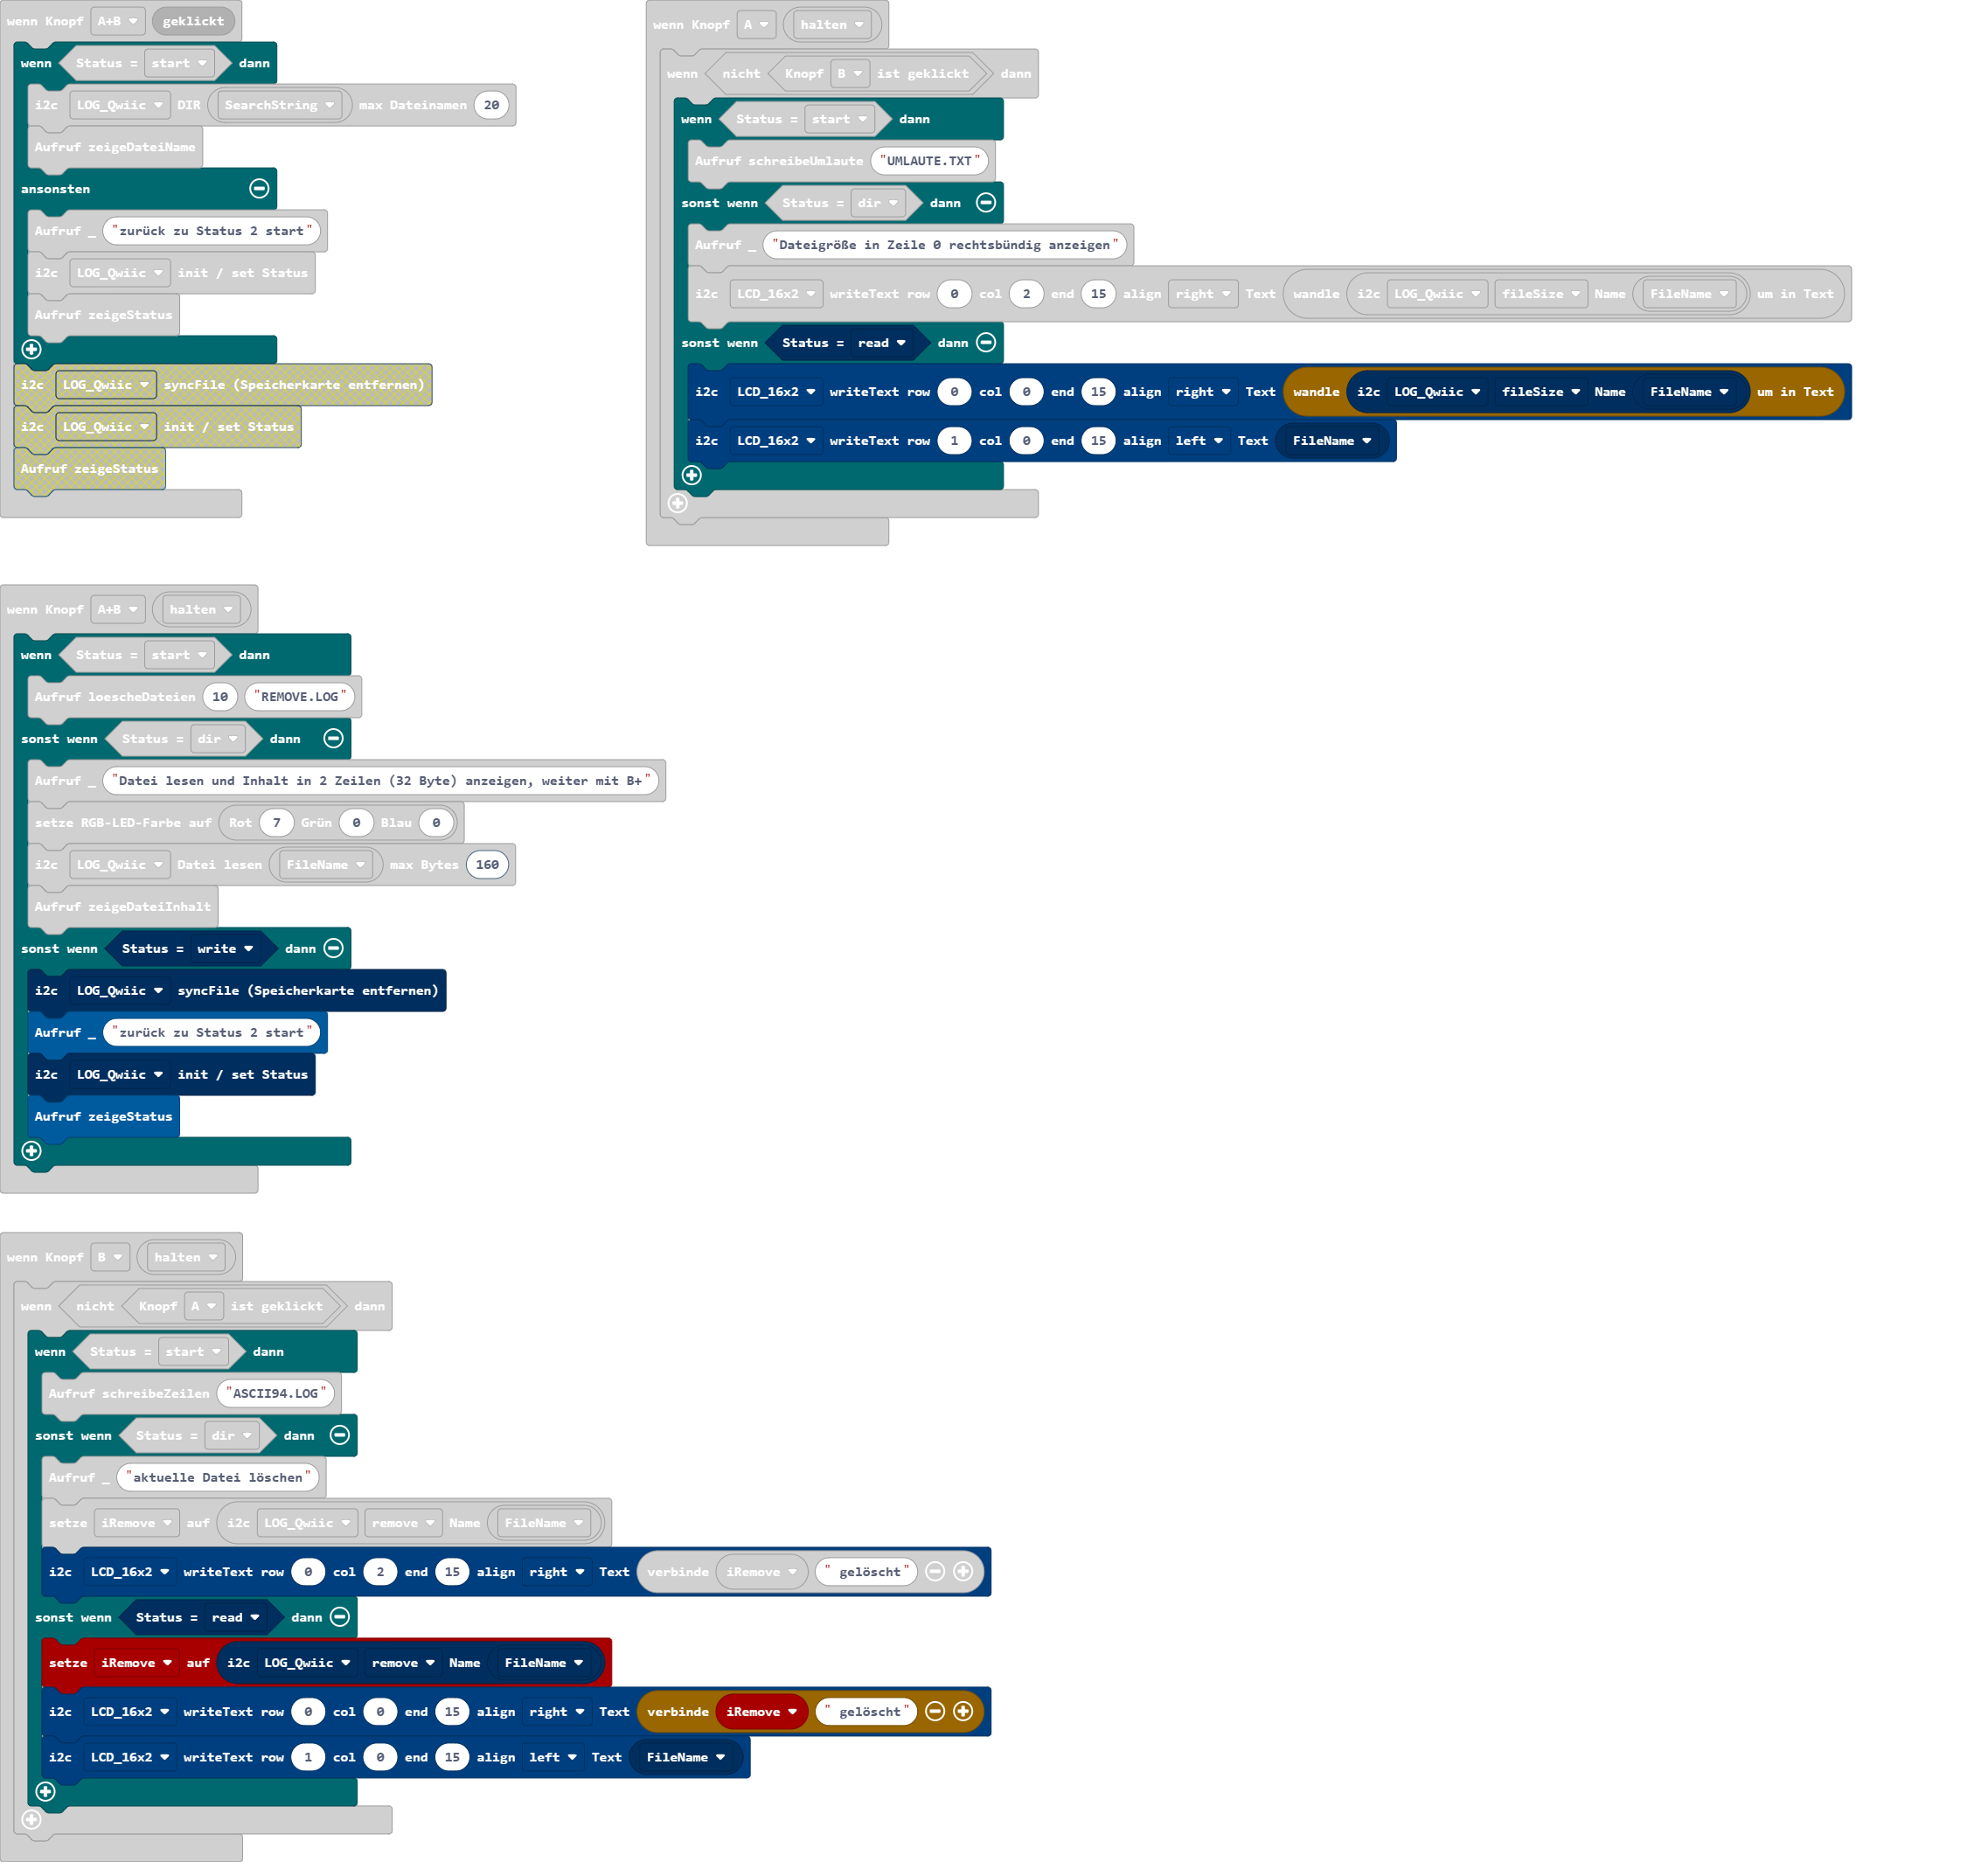 wenn Knopf A+B geklickt
wenn Status = start dann
i2c LOG_Qwiic DIR SearchString max Dateinamen 20
Aufruf zeigeDateiName
ansonsten
Aufruf _ "zurück zu Status 2 start"
i2c LOG_Qwiic init / set Status
Aufruf zeigeStatus
i2c LOG_Qwiic syncFile (Speicherkarte entfernen)
i2c LOG_Qwiic init / set Status
Aufruf zeigeStatus
wenn Knopf A halten
wenn nicht Knopf B ist geklickt dann
wenn Status = start dann
Aufruf schreibeUmlaute "UMLAUTE.TXT"
sonst wenn Status = dir dann
Aufruf _ "Dateigröße in Zeile 0 rechtsbündig anzeigen"
i2c LCD_16x2 writeText row 0 col 2 end 15 align right Text wandle i2c LOG_Qwiic fileSize Name FileName um in Text
sonst wenn Status = read dann
i2c LCD_16x2 writeText row 0 col 0 end 15 align right Text wandle i2c LOG_Qwiic fileSize Name FileName um in Text
i2c LCD_16x2 writeText row 1 col 0 end 15 align left Text FileName
wenn Knopf A+B halten
wenn Status = start dann
Aufruf loescheDateien 10 "REMOVE.LOG"
sonst wenn Status = dir dann
Aufruf _ "Datei lesen und Inhalt in 2 Zeilen (32 Byte) anzeigen, weiter mit B+"
setze RGB-LED-Farbe auf Rot 7 Grün 0 Blau 0
i2c LOG_Qwiic Datei lesen FileName max Bytes 160
Aufruf zeigeDateiInhalt
sonst wenn Status = write dann
i2c LOG_Qwiic syncFile (Speicherkarte entfernen)
Aufruf _ "zurück zu Status 2 start"
i2c LOG_Qwiic init / set Status
Aufruf zeigeStatus
wenn Knopf B halten
wenn nicht Knopf A ist geklickt dann
wenn Status = start dann
Aufruf schreibeZeilen "ASCII94.LOG"
sonst wenn Status = dir dann
Aufruf _ "aktuelle Datei löschen"
setze iRemove auf i2c LOG_Qwiic remove Name FileName
i2c LCD_16x2 writeText row 0 col 2 end 15 align right Text verbinde iRemove " gelöscht"
sonst wenn Status = read dann
setze iRemove auf i2c LOG_Qwiic remove Name FileName
i2c LCD_16x2 writeText row 0 col 0 end 15 align right Text verbinde iRemove " gelöscht"
i2c LCD_16x2 writeText row 1 col 0 end 15 align left Text FileName